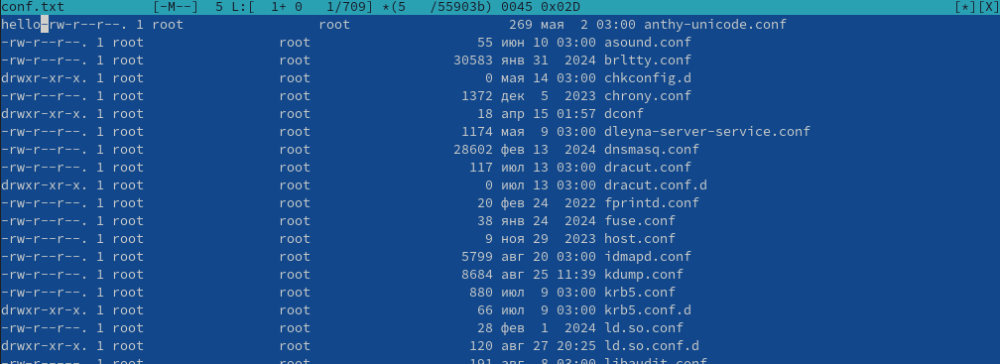 conf.txt [-M--] 5 L:[ 1+ 0 1/709] *(5 /55903b) 0045 0x02D [*][X]
hello-rw-r--r--. 1 root root 269 мая 2 03:00 anthy-unicode.conf
-rw-r--r--. 1 root root 55 июн 10 03:00 asound.conf
-rw-r--r--. 1 root root 30583 янв 31 2024 brltty.conf
drwxr-xr-x. 1 root root 0 мая 14 03:00 chkconfig.d
-rw-r--r--. 1 root root 1372 дек 5 2023 chrony.conf
drwxr-xr-x. 1 root root 18 апр 15 01:57 dconf
-rw-r--r--. 1 root root 1174 мая 9 03:00 dleyna-server-service.conf
-rw-r--r--. 1 root root 28602 фев 13 2024 dnsmasq.conf
-rw-r--r--. 1 root root 117 июл 13 03:00 dracut.conf
drwxr-xr-x. 1 root root 0 июл 13 03:00 dracut.conf.d
-rw-r--r--. 1 root root 20 фев 24 2022 fprintd.conf
-rw-r--r--. 1 root root 38 янв 24 2024 fuse.conf
-rw-r--r--. 1 root root 9 ноя 29 2023 host.conf
-rw-r--r--. 1 root root 5799 авг 20 03:00 idmapd.conf
-rw-r--r--. 1 root root 8684 авг 25 11:39 kdump.conf
-rw-r--r--. 1 root root 880 июл 9 03:00 krb5.conf
drwxr-xr-x. 1 root root 66 июл 9 03:00 krb5.conf.d
-rw-r--r--. 1 root root 28 фев 1 2024 ld.so.conf
drwxr-xr-x. 1 root root 120 авг 27 20:25 ld.so.conf.d
-rw-r-----. 1 root root 191 авг 8 03:00 libaudit.conf